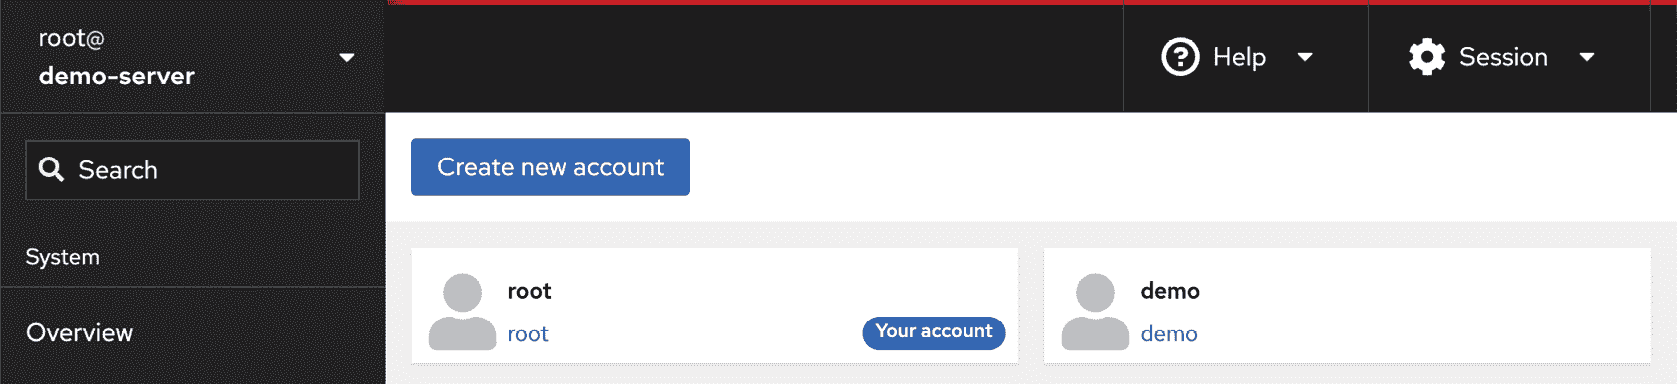 root@
demo-server
Help
Session
Search
Create new account
System
Overview
root
root
Your account
demo
demo